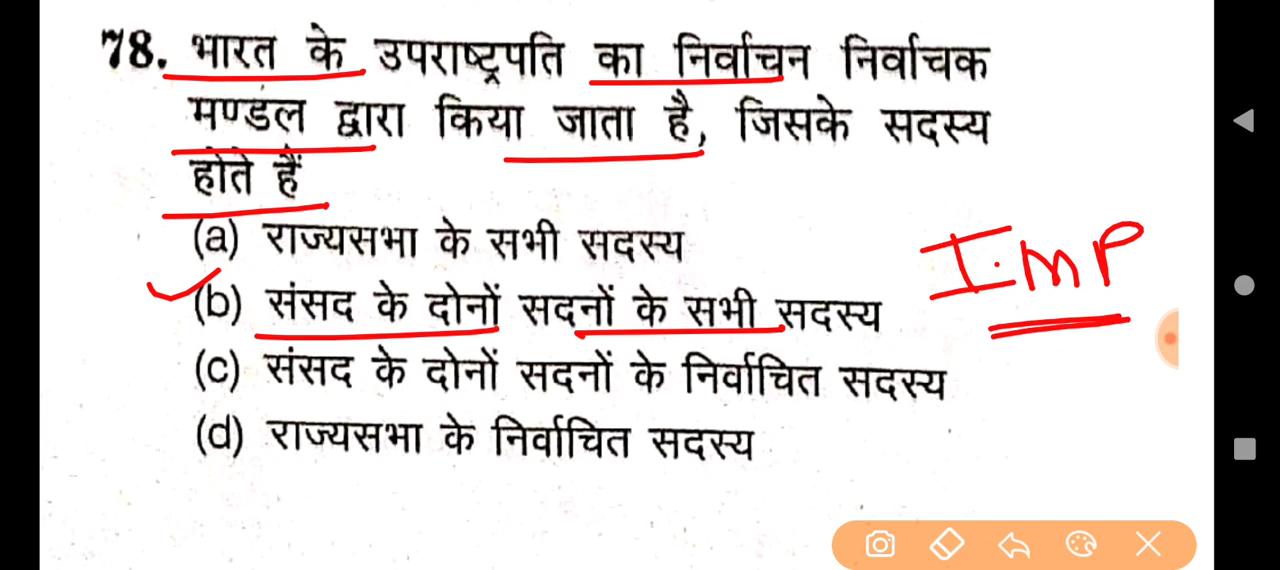 78. भारत के उपराष्ट्रपति का निर्वाचन निर्वाचक
मण्डल द्वारा किया जाता है, जिसके सदस्य
होते हैं
(a) राज्यसभा के सभी सदस्य
I.MP
(b) संसद के दोनों सदनों के सभी सदस्य
(c) संसद के दोनों सदनों के निर्वाचित सदस्य
(d) राज्यसभा के निर्वाचित सदस्य